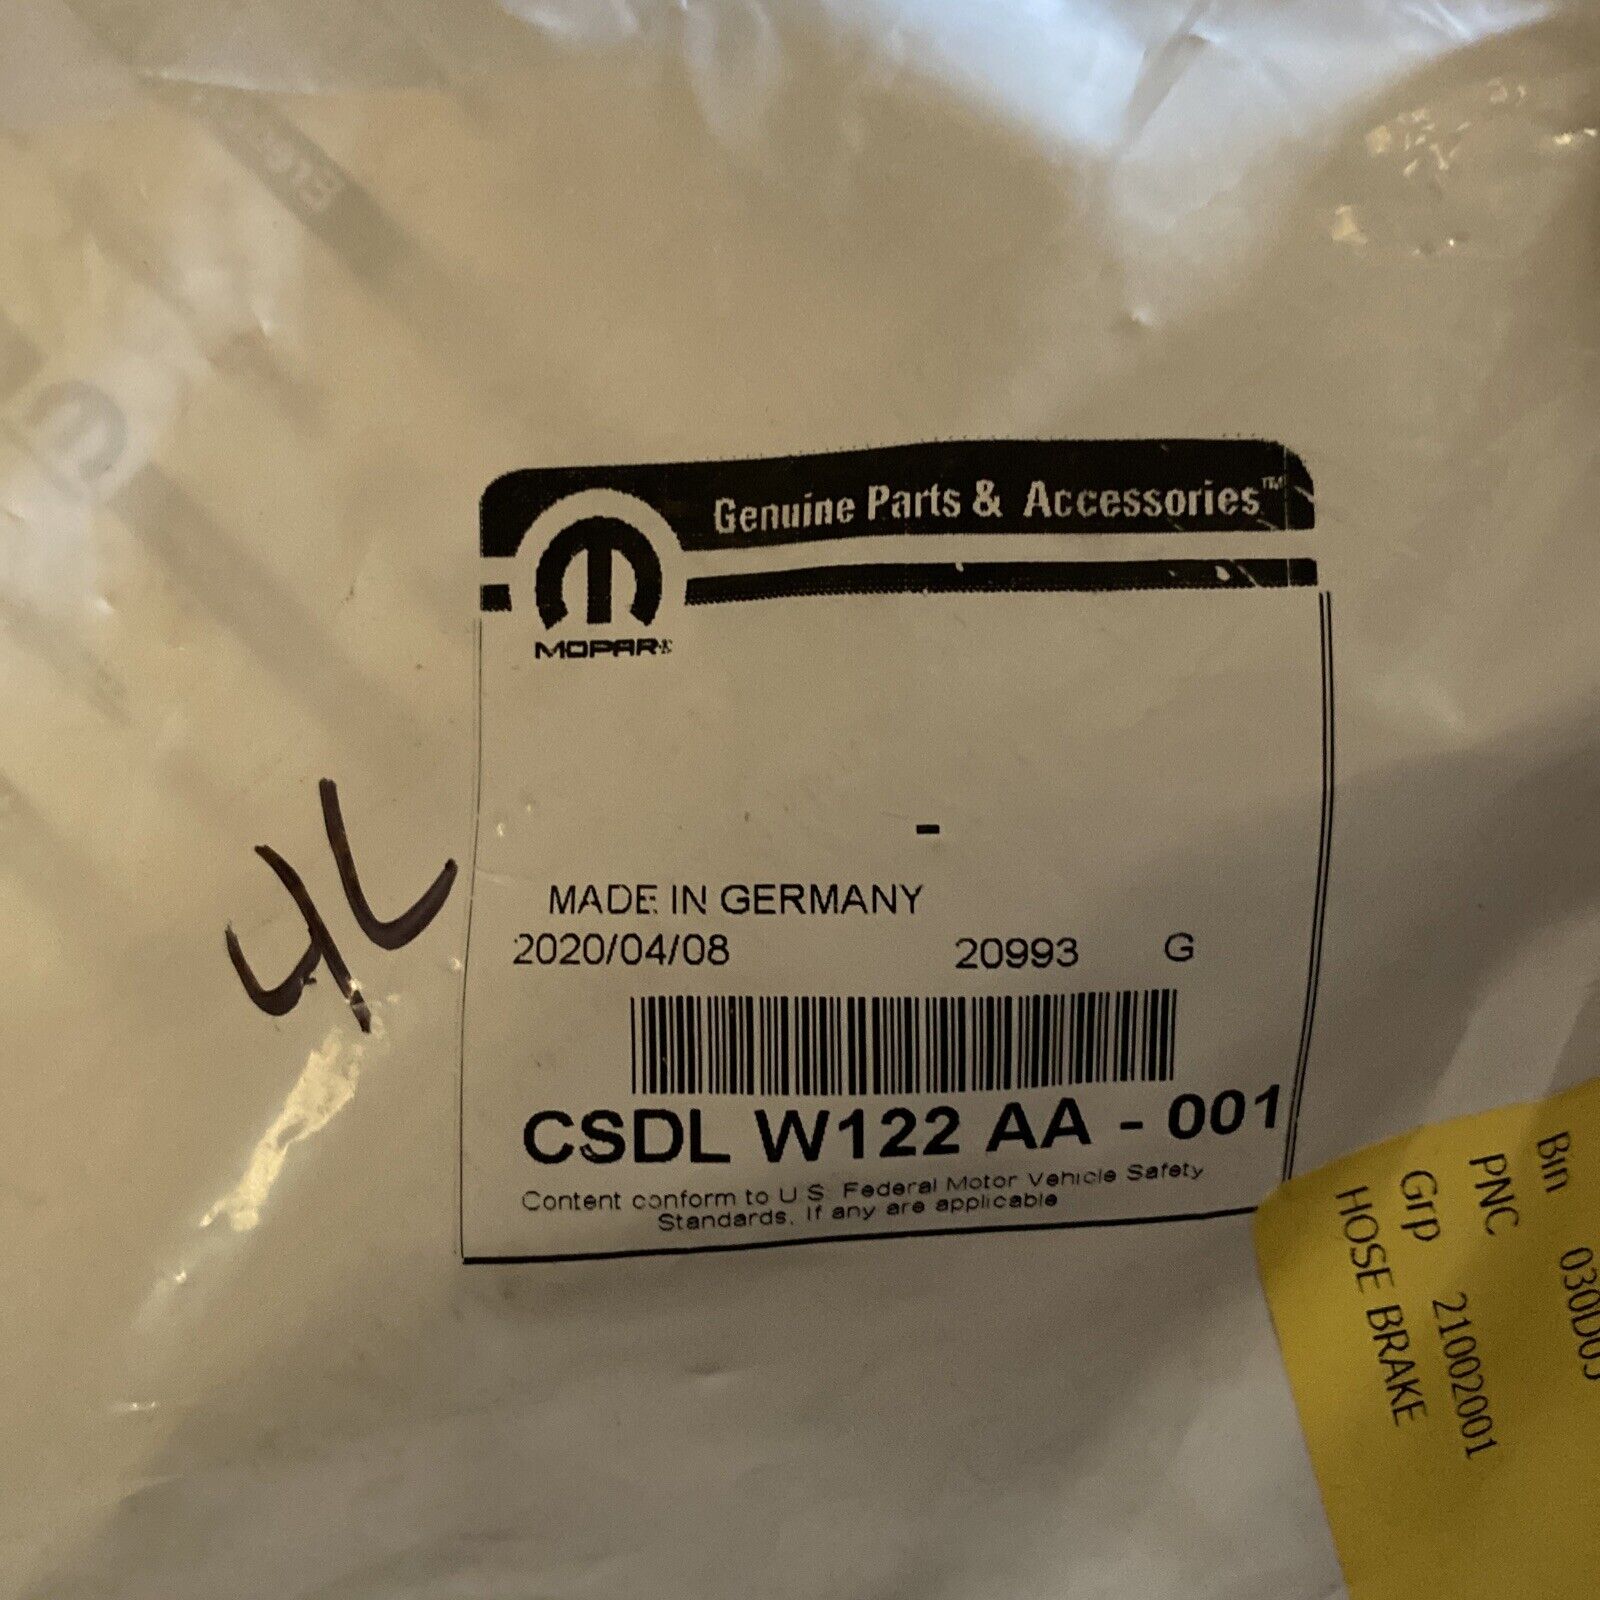 Genuine Parts & Accessories™
MOPAR®
-
MADE IN GERMANY
2020/04/08 20993 G
CSDL W122 AA - 001
Content conform to U S Federal Motor Vehicle Safety
Standards, If any are applicable
4L
Bin 030D05
PNC
Grp 21002001
HOSE BRAKE